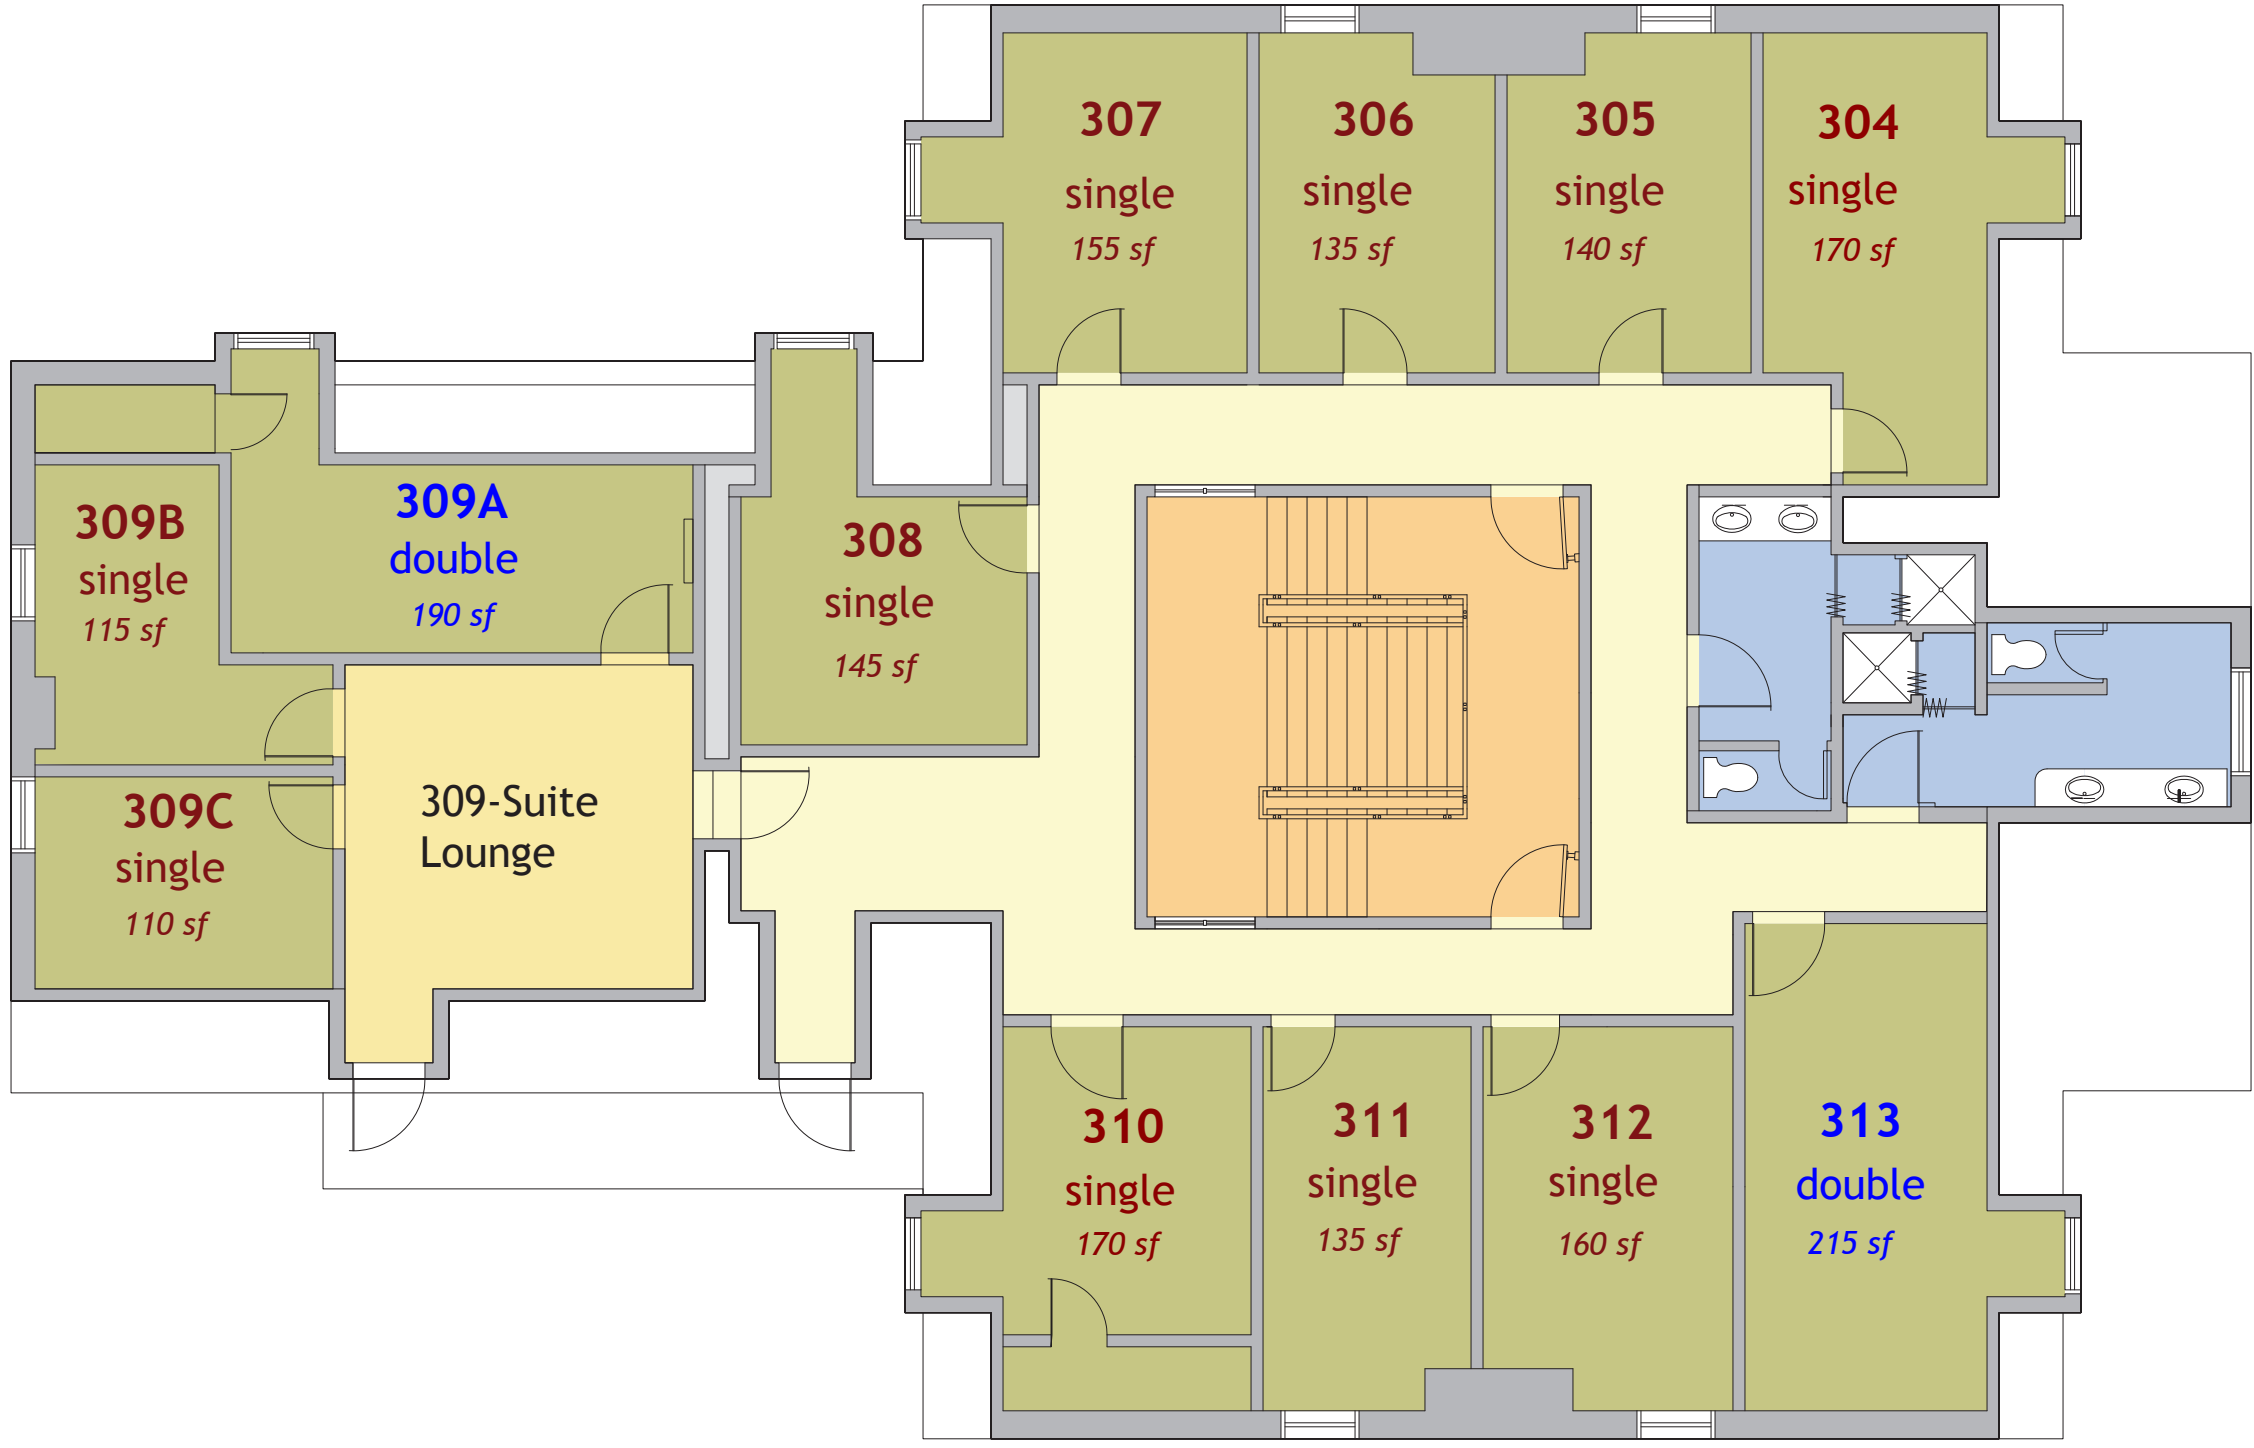 307
single
155 sf
306
single
135 sf
305
single
140 sf
304
single
170 sf
309B
single
115 sf
309A
double
190 sf
308
single
145 sf
309C
single
110 sf
309-Suite
Lounge
310
single
170 sf
311
single
135 sf
312
single
160 sf
313
double
215 sf